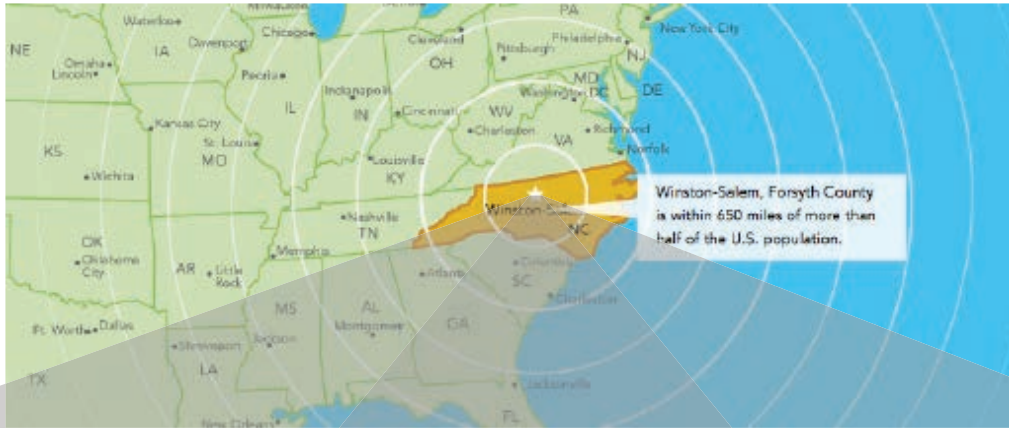 Milwaukee
PA
New York City
Waterloo
Chicago
Cleveland
Philadelphia
NE
IA
Davenport
Pittsburgh
NJ
Omaha
OH
Lincoln
Peoria
MD
Washington DC
DE
Indianapolis
IL
IN
Cincinnati
WV
Kansas City
Charleston
VA
Richmond
St. Louis
Norfolk
KS
MO
Louisville
KY
Wichita
Winston-Sale
Nashville
TN
NC
Winston-Salem, Forsyth County
is within 650 miles of more than
half of the U.S. population.
OK
Oklahoma
City
Memphis
AR
Little
Rock
Atlanta
Columbia
SC
Charleston
MS
AL
Ft. Worth
Dallas
Montgomery
GA
Shreveport
Jackson
LA
TX
Jacksonville
New Orleans
FL